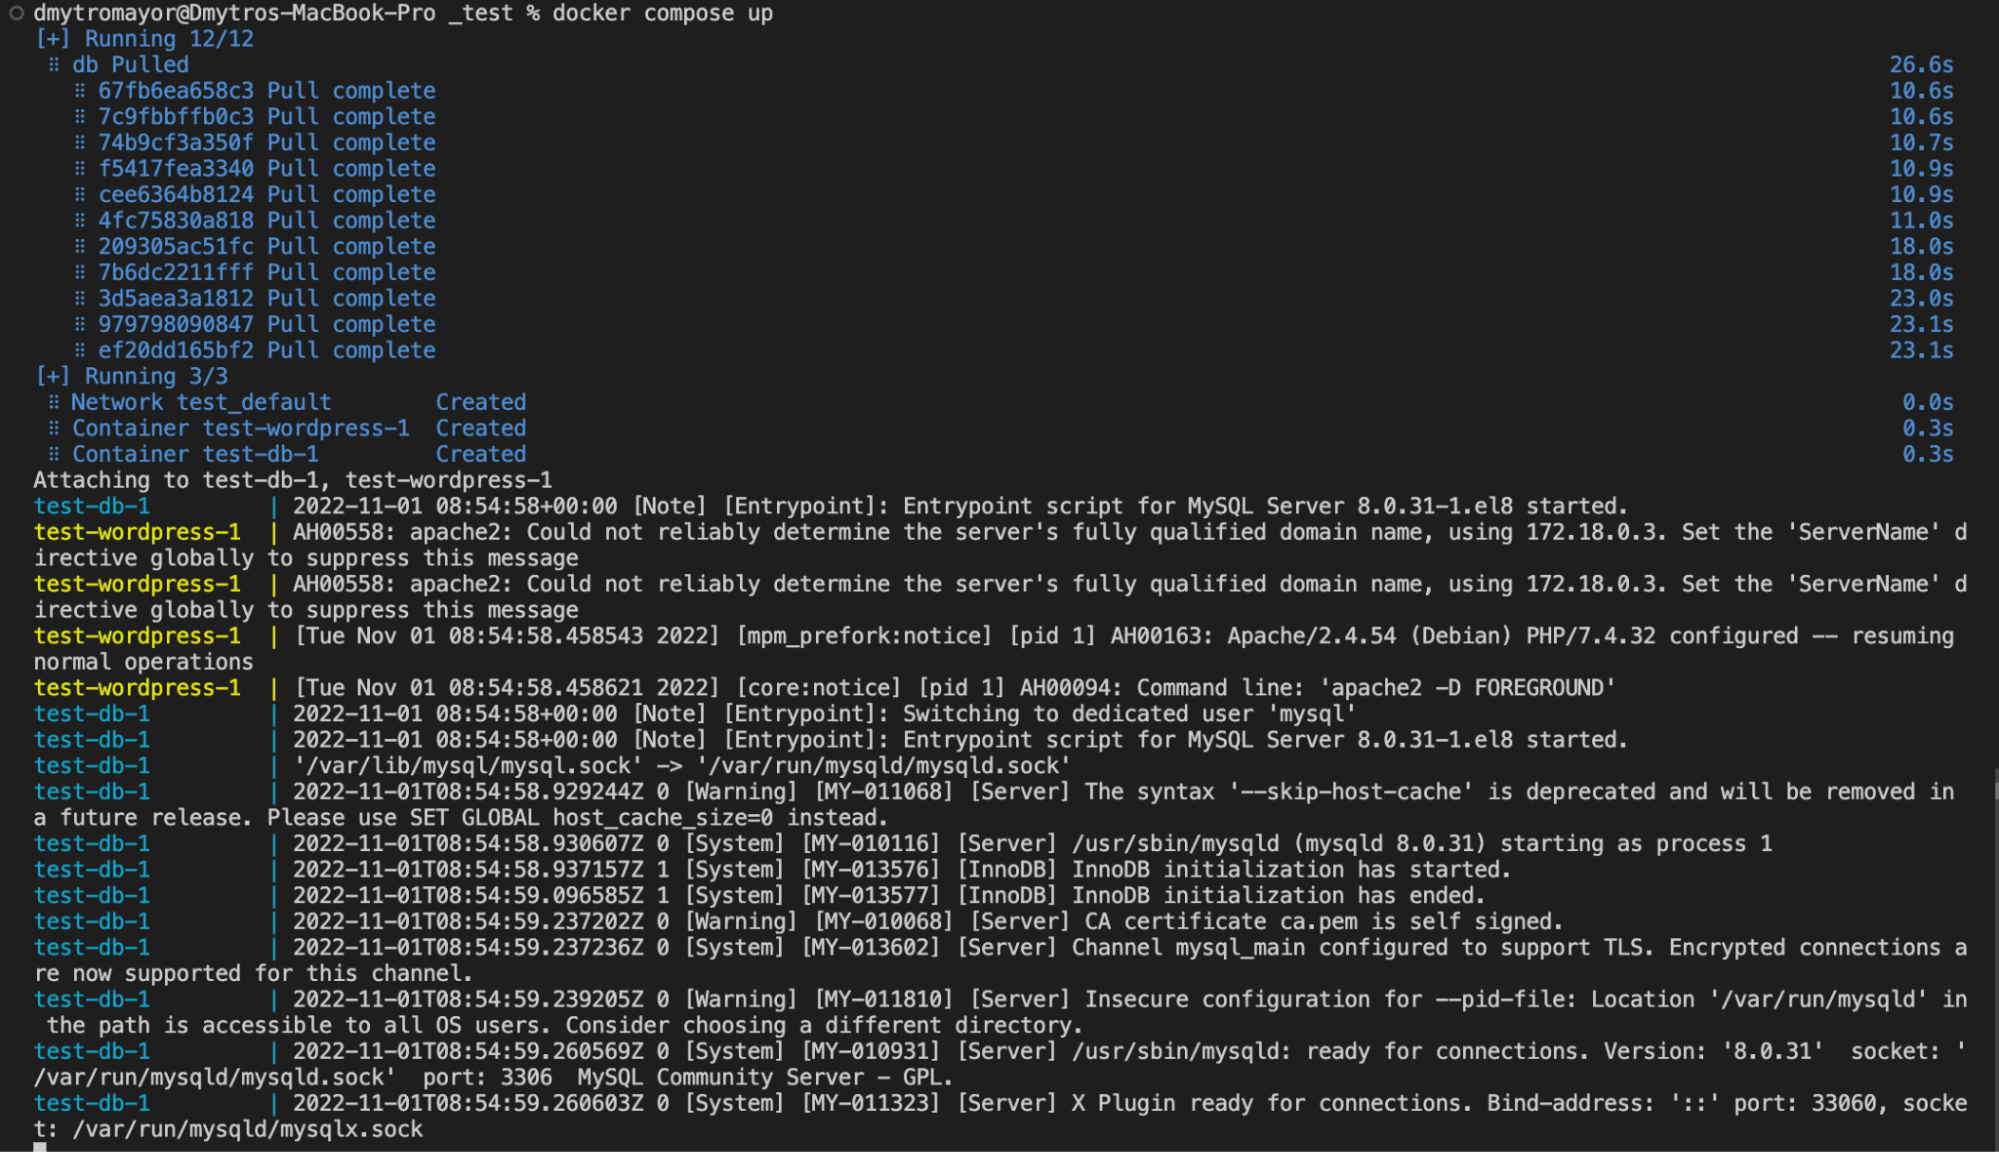 dmytromayor@Dmytros-MacBook-Pro _test % docker compose up
[+] Running 12/12
⠿ db Pulled 26.6s
⠿ 67fb6ea658c3 Pull complete 10.6s
⠿ 7c9fbbffb0c3 Pull complete 10.6s
⠿ 74b9cf3a350f Pull complete 10.7s
⠿ f5417fea3340 Pull complete 10.9s
⠿ cee6364b8124 Pull complete 10.9s
⠿ 4fc75830a818 Pull complete 11.0s
⠿ 209305ac51fc Pull complete 18.0s
⠿ 7b6dc2211fff Pull complete 18.0s
⠿ 3d5aea3a1812 Pull complete 23.0s
⠿ 979798090847 Pull complete 23.1s
⠿ ef20dd165bf2 Pull complete 23.1s
[+] Running 3/3
⠿ Network test_default Created 0.0s
⠿ Container test-wordpress-1 Created 0.3s
⠿ Container test-db-1 Created 0.3s
Attaching to test-db-1, test-wordpress-1
test-db-1 | 2022-11-01 08:54:58+00:00 [Note] [Entrypoint]: Entrypoint script for MySQL Server 8.0.31-1.el8 started.
test-wordpress-1 | AH00558: apache2: Could not reliably determine the server's fully qualified domain name, using 172.18.0.3. Set the 'ServerName' d
irective globally to suppress this message
test-wordpress-1 | AH00558: apache2: Could not reliably determine the server's fully qualified domain name, using 172.18.0.3. Set the 'ServerName' d
irective globally to suppress this message
test-wordpress-1 | [Tue Nov 01 08:54:58.458543 2022] [mpm_prefork:notice] [pid 1] AH00163: Apache/2.4.54 (Debian) PHP/7.4.32 configured -- resuming
normal operations
test-wordpress-1 | [Tue Nov 01 08:54:58.458621 2022] [core:notice] [pid 1] AH00094: Command line: 'apache2 -D FOREGROUND'
test-db-1 | 2022-11-01 08:54:58+00:00 [Note] [Entrypoint]: Switching to dedicated user 'mysql'
test-db-1 | 2022-11-01 08:54:58+00:00 [Note] [Entrypoint]: Entrypoint script for MySQL Server 8.0.31-1.el8 started.
test-db-1 | '/var/lib/mysql/mysql.sock' -> '/var/run/mysqld/mysqld.sock'
test-db-1 | 2022-11-01T08:54:58.929244Z 0 [Warning] [MY-011068] [Server] The syntax '--skip-host-cache' is deprecated and will be removed in
a future release. Please use SET GLOBAL host_cache_size=0 instead.
test-db-1 | 2022-11-01T08:54:58.930607Z 0 [System] [MY-010116] [Server] /usr/sbin/mysqld (mysqld 8.0.31) starting as process 1
test-db-1 | 2022-11-01T08:54:58.937157Z 1 [System] [MY-013576] [InnoDB] InnoDB initialization has started.
test-db-1 | 2022-11-01T08:54:59.096585Z 1 [System] [MY-013577] [InnoDB] InnoDB initialization has ended.
test-db-1 | 2022-11-01T08:54:59.237202Z 0 [Warning] [MY-010068] [Server] CA certificate ca.pem is self signed.
test-db-1 | 2022-11-01T08:54:59.237236Z 0 [System] [MY-013602] [Server] Channel mysql_main configured to support TLS. Encrypted connections a
re now supported for this channel.
test-db-1 | 2022-11-01T08:54:59.239205Z 0 [Warning] [MY-011810] [Server] Insecure configuration for --pid-file: Location '/var/run/mysqld' in
the path is accessible to all OS users. Consider choosing a different directory.
test-db-1 | 2022-11-01T08:54:59.260569Z 0 [System] [MY-010931] [Server] /usr/sbin/mysqld: ready for connections. Version: '8.0.31' socket: '
/var/run/mysqld/mysqld.sock' port: 3306 MySQL Community Server - GPL.
test-db-1 | 2022-11-01T08:54:59.260603Z 0 [System] [MY-011323] [Server] X Plugin ready for connections. Bind-address: '::' port: 33060, socke
t: /var/run/mysqld/mysqlx.sock